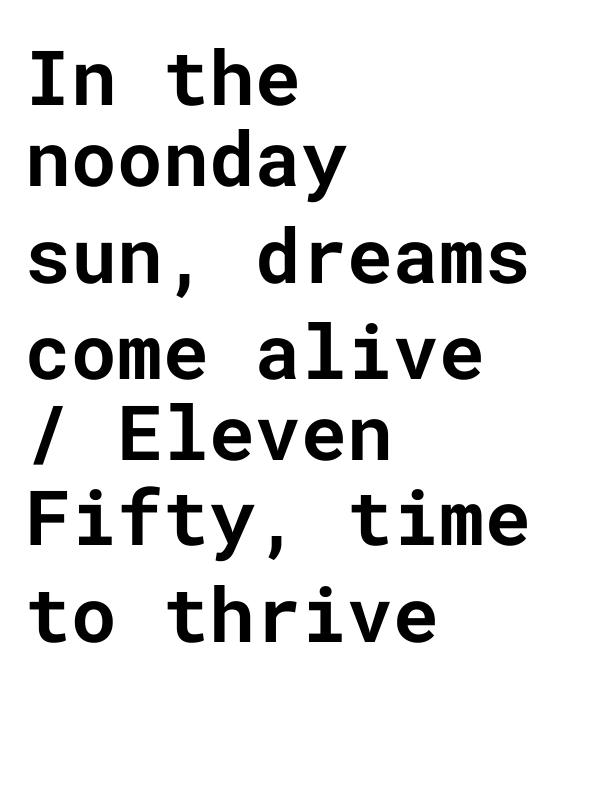 In the
noonday
sun, dreams
come alive
/ Eleven
Fifty, time
to thrive